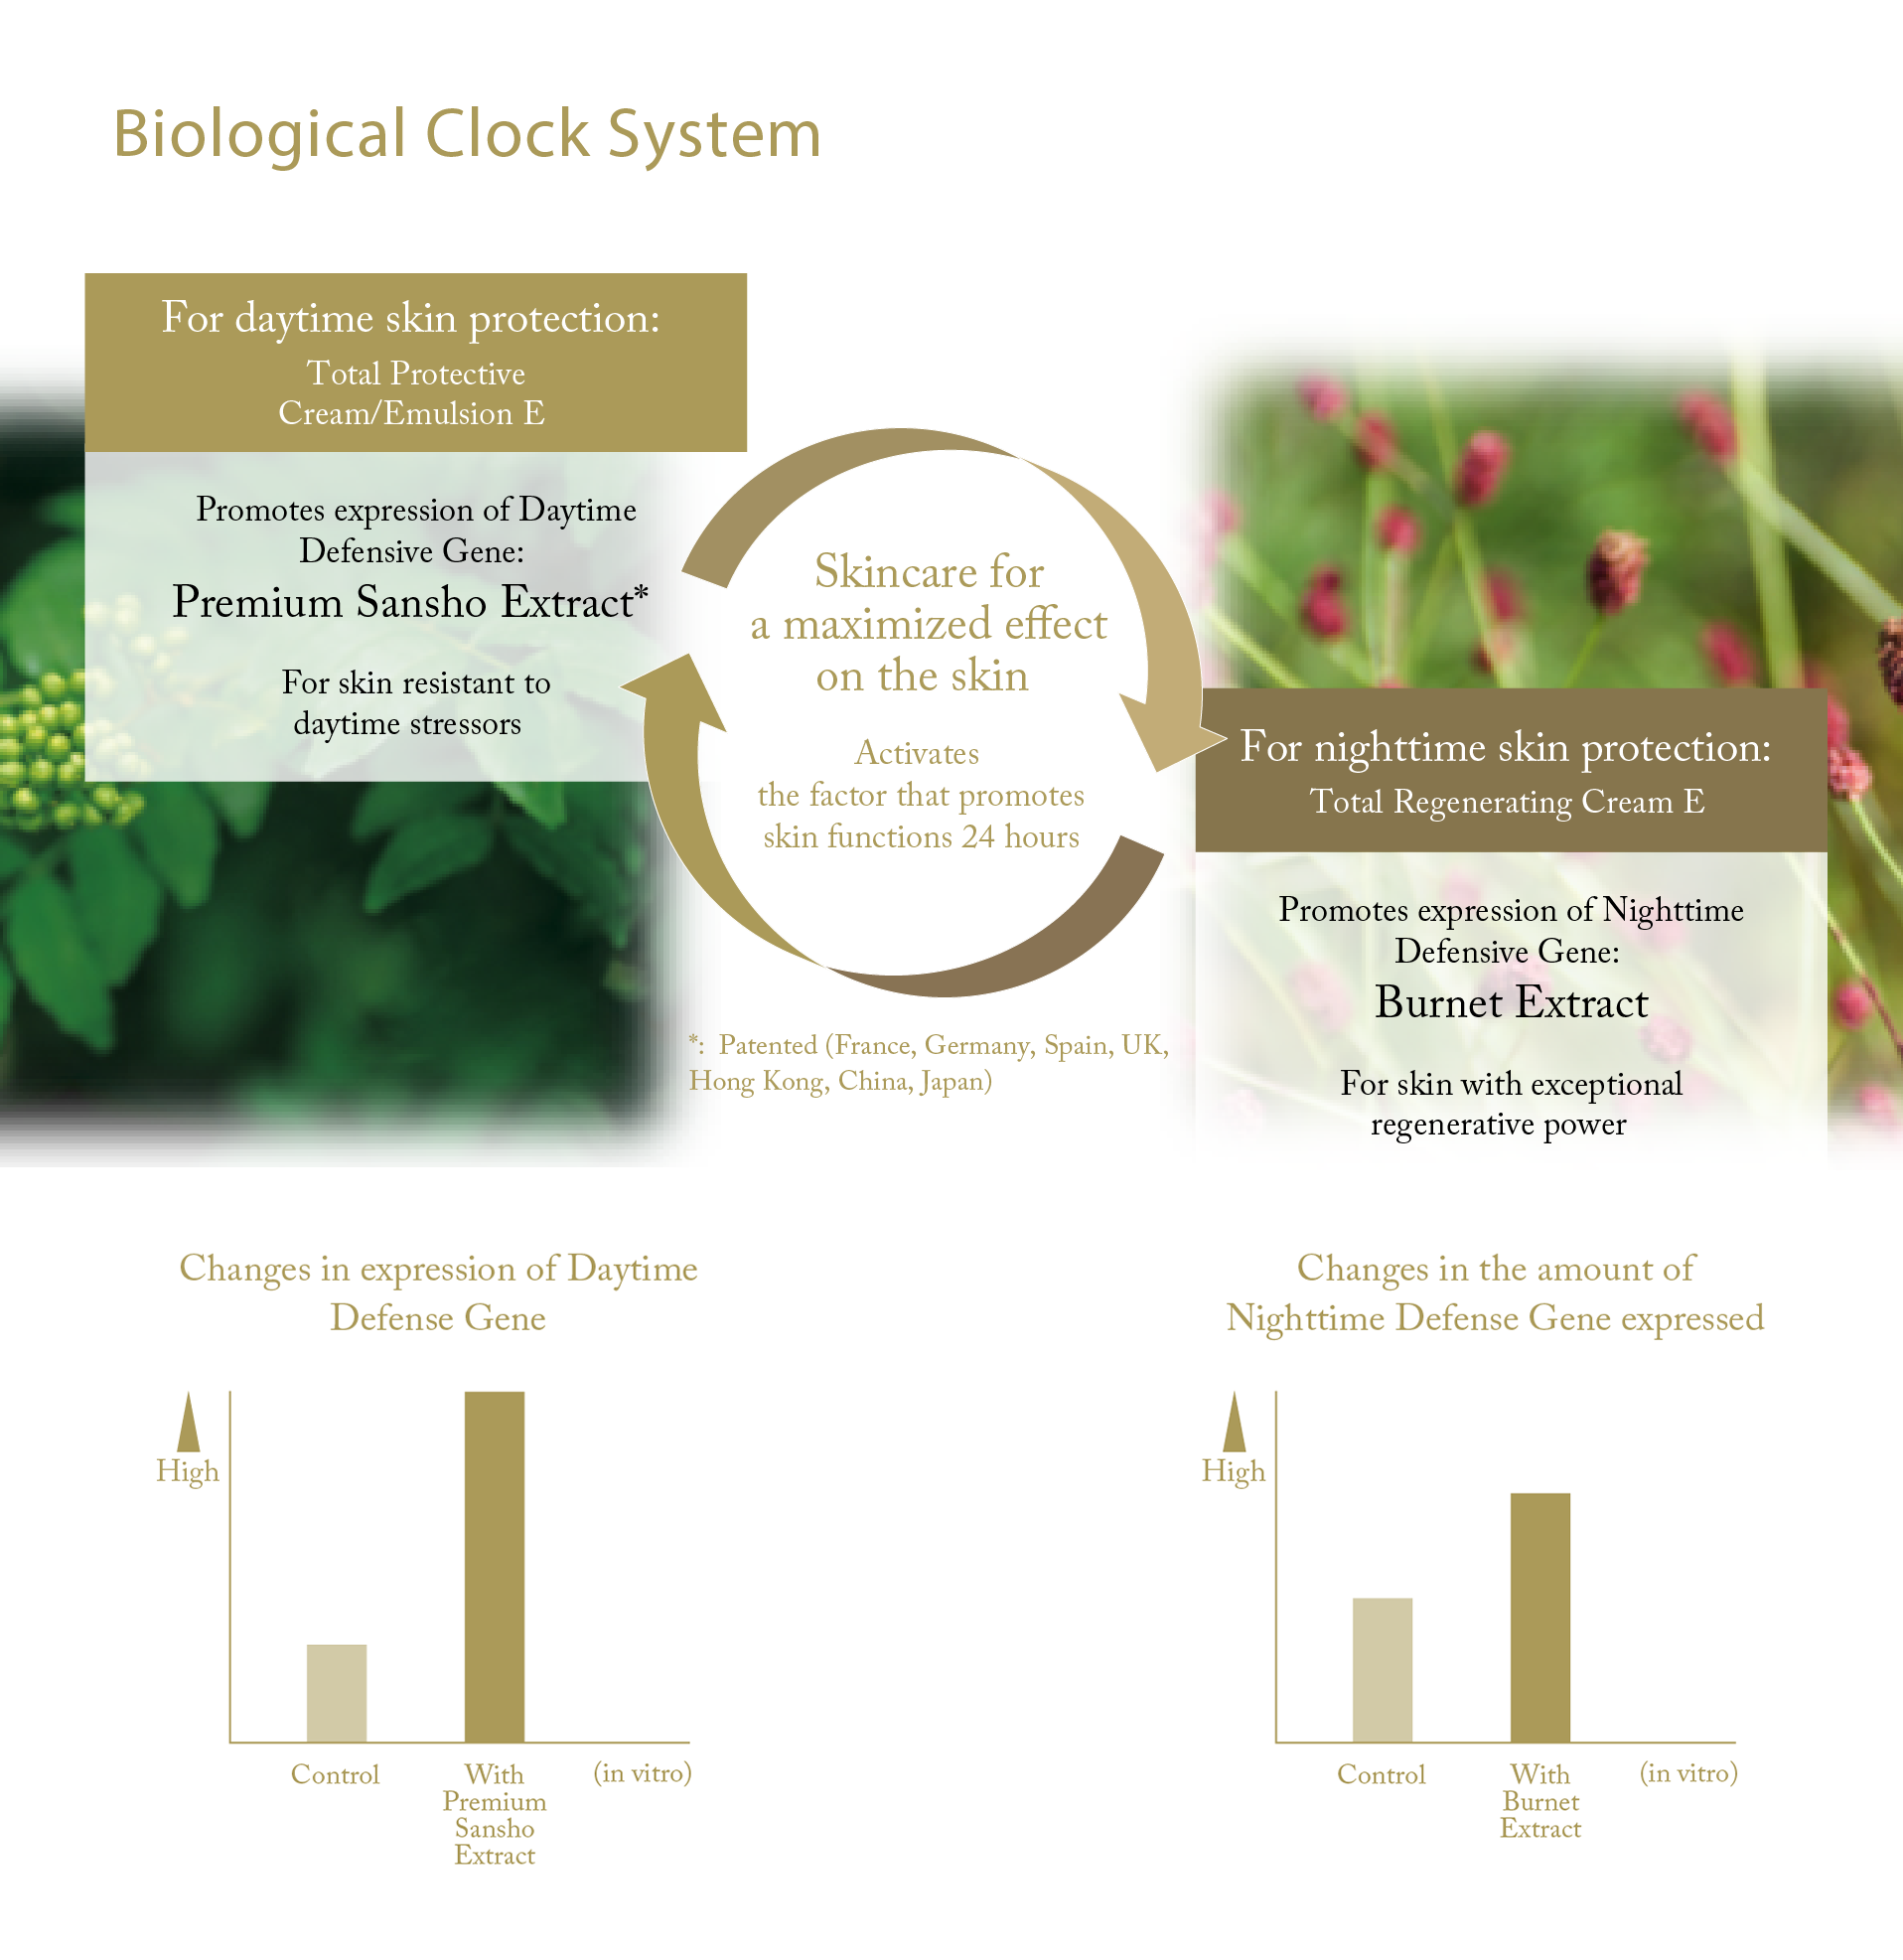 Biological Clock System
For daytime skin protection:
Total Protective
Cream/Emulsion E
Promotes expression of Daytime
Defensive Gene:
Premium Sansho Extract*
For skin resistant to
daytime stressors
Skincare for
a maximized effect
on the skin
Activates
the factor that promotes
skin functions 24 hours
*: Patented (France, Germany, Spain, UK,
Hong Kong, China, Japan)
For nighttime skin protection:
Total Regenerating Cream E
Promotes expression of Nighttime
Defensive Gene:
Burnet Extract
For skin with exceptional
regenerative power
Changes in expression of Daytime
Defense Gene
High
Control
With
Premium
Sansho
Extract
(in vitro)
Changes in the amount of
Nighttime Defense Gene expressed
High
Control
With
Burnet
Extract
(in vitro)